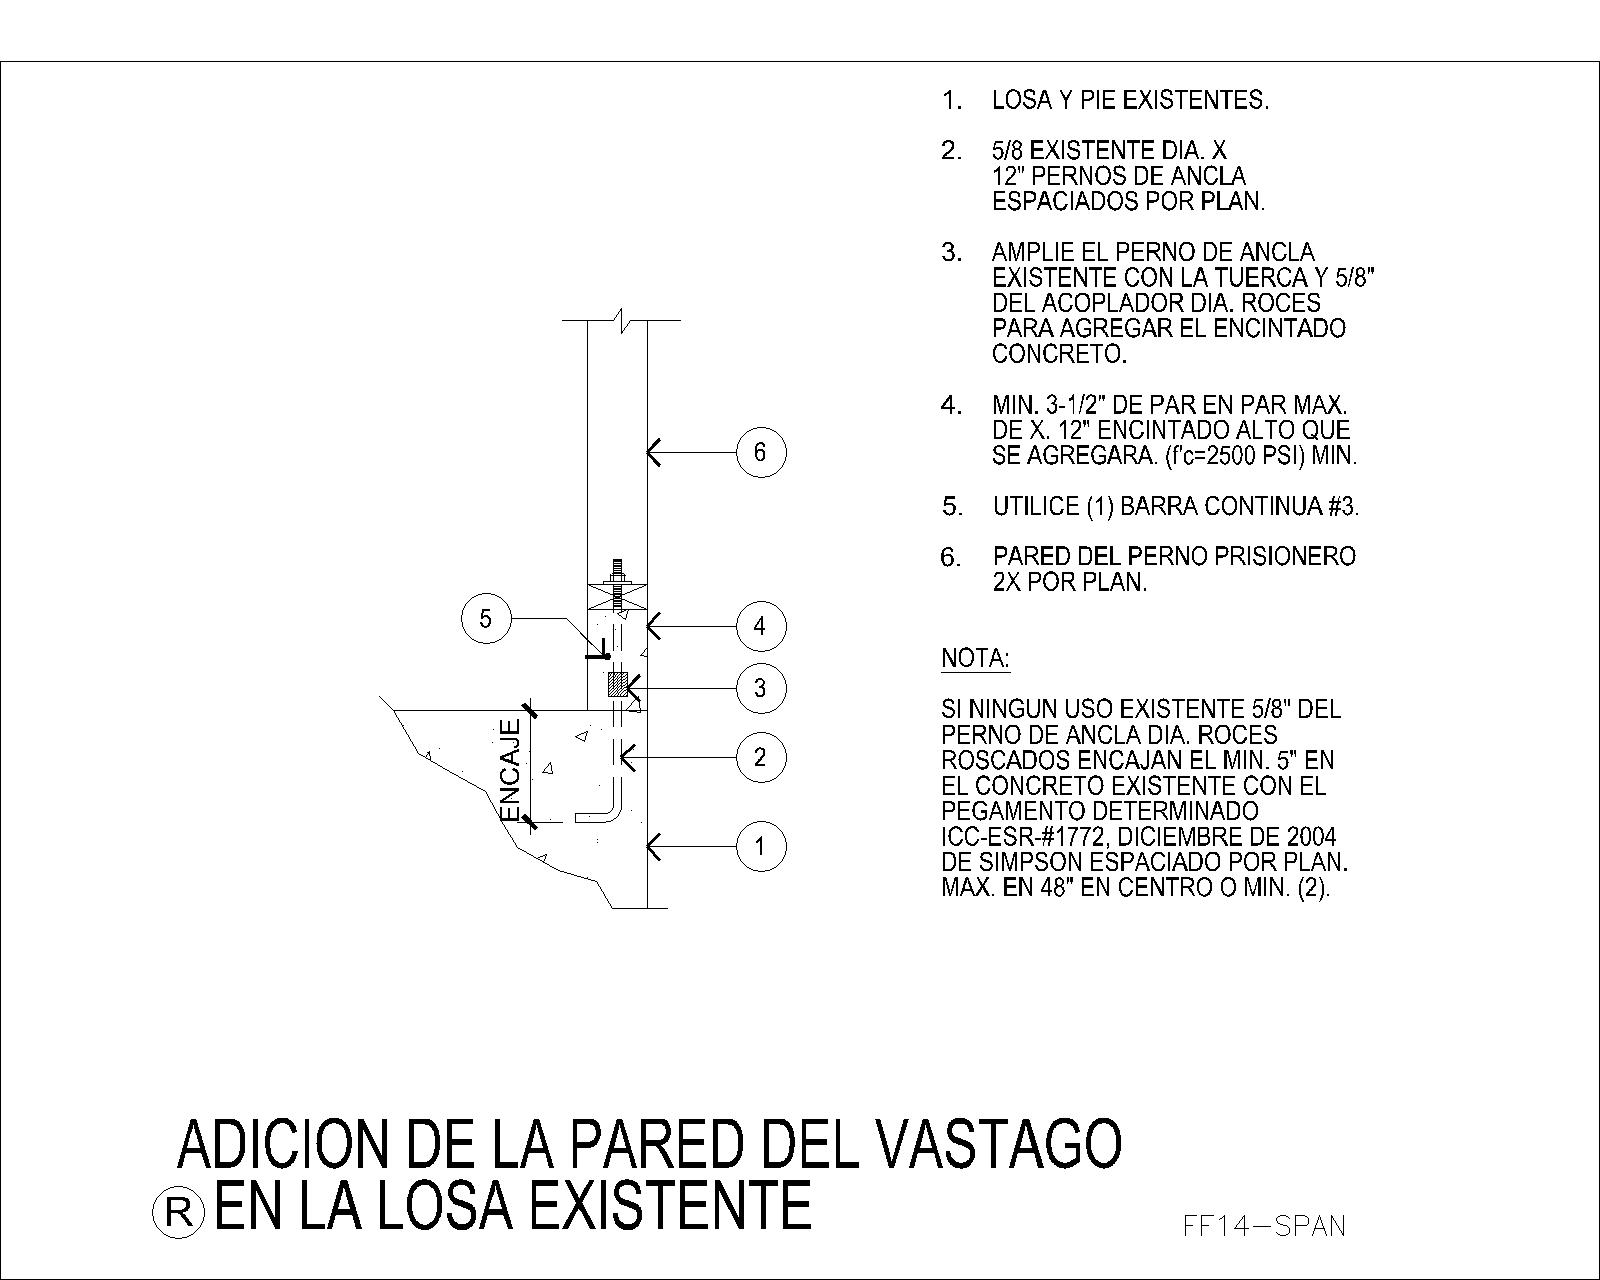 1. LOSA Y PIE EXISTENTES.
2. 5/8 EXISTENTE DIA. X
12" PERNOS DE ANCLA
ESPACIADOS POR PLAN.
3. AMPLIE EL PERNO DE ANCLA
EXISTENTE CON LA TUERCA Y 5/8"
DEL ACOPLADOR DIA. ROCES
PARA AGREGAR EL ENCINTADO
CONCRETO.
4. MIN. 3-1/2" DE PAR EN PAR MAX.
DE X. 12" ENCINTADO ALTO QUE
SE AGREGARA. (f'c=2500 PSI) MIN.
5. UTILICE (1) BARRA CONTINUA #3.
6. PARED DEL PERNO PRISIONERO
2X POR PLAN.
NOTA:
SI NINGUN USO EXISTENTE 5/8" DEL
PERNO DE ANCLA DIA. ROCES
ROSCADOS ENCAJAN EL MIN. 5" EN
EL CONCRETO EXISTENTE CON EL
PEGAMENTO DETERMINADO
ICC-ESR-#1772, DICIEMBRE DE 2004
DE SIMPSON ESPACIADO POR PLAN.
MAX. EN 48" EN CENTRO O MIN. (2).
6
5
4
3
2
1
ENCAJE
ADICION DE LA PARED DEL VASTAGO
R EN LA LOSA EXISTENTE
FF14-SPAN